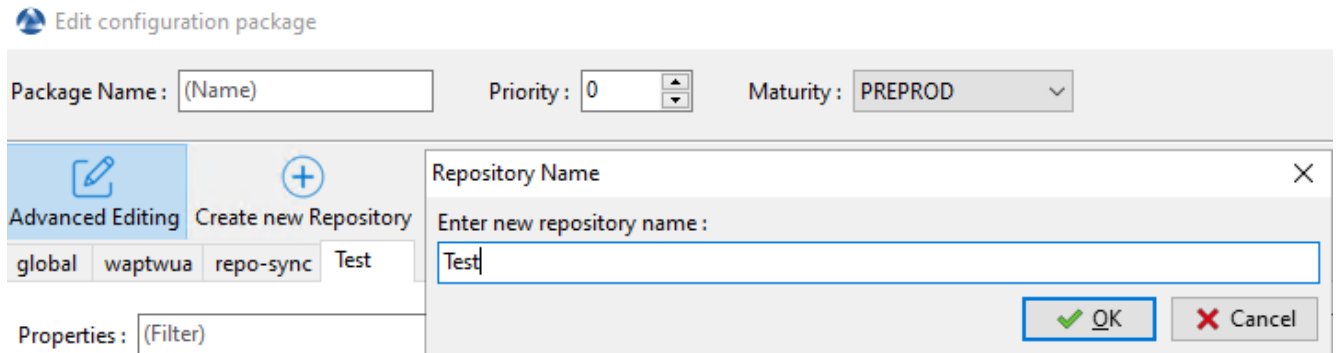 Edit configuration package
Package Name : (Name) Priority : 0 Maturity : PREPROD
Advanced Editing Create new Repository
global waptwua repo-sync Test
Properties : (Filter)
Repository Name
Enter new repository name :
Test
OK Cancel